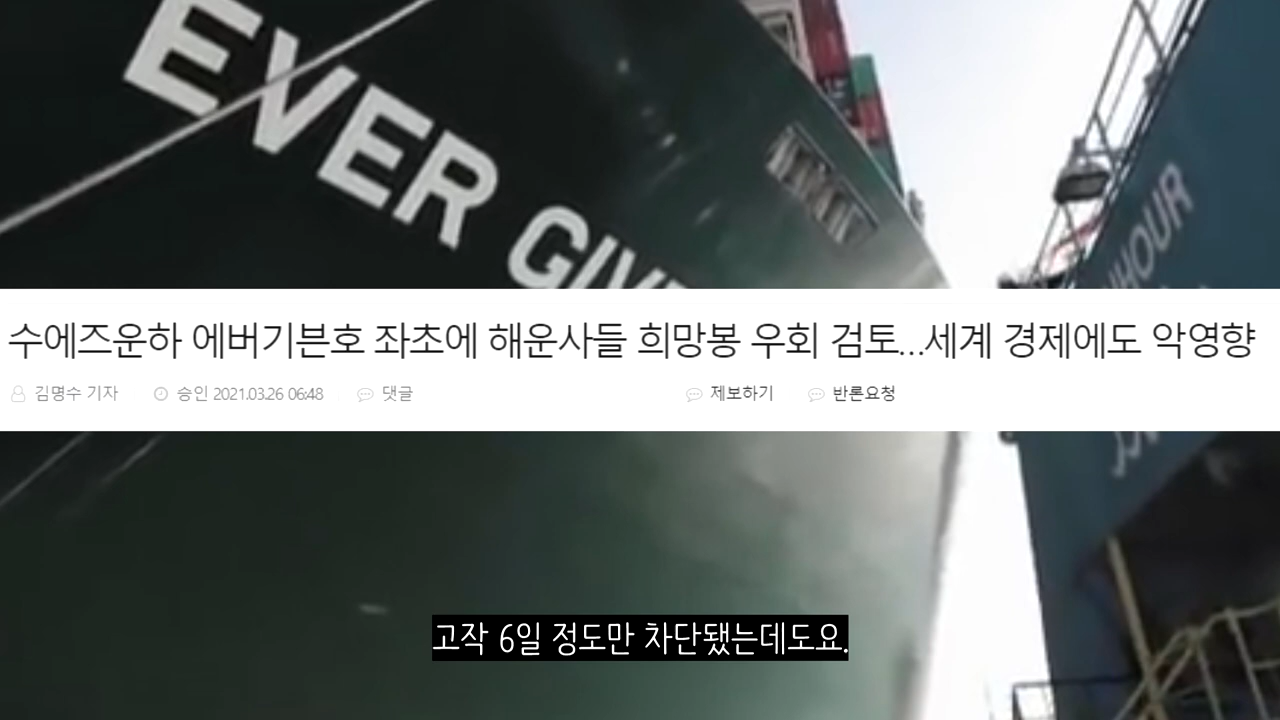 EVER
수에즈운하 에버기븐호 좌초에 해운사들 희망봉 우회 검토...세계 경제에도 악영향
김명수 기자 승인 2021.03.26 06:48 댓글 제보하기 반론요청
고작 6일 정도만 차단됐는데도요.